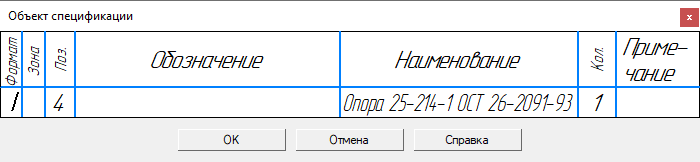 Объект спецификации
Формат Зона Поз. Обозначение Наименование Кол. Приме-
чание
/ 4 Опора 25-214-1 ОСТ 26-2091-93 1
OK Отмена Справка